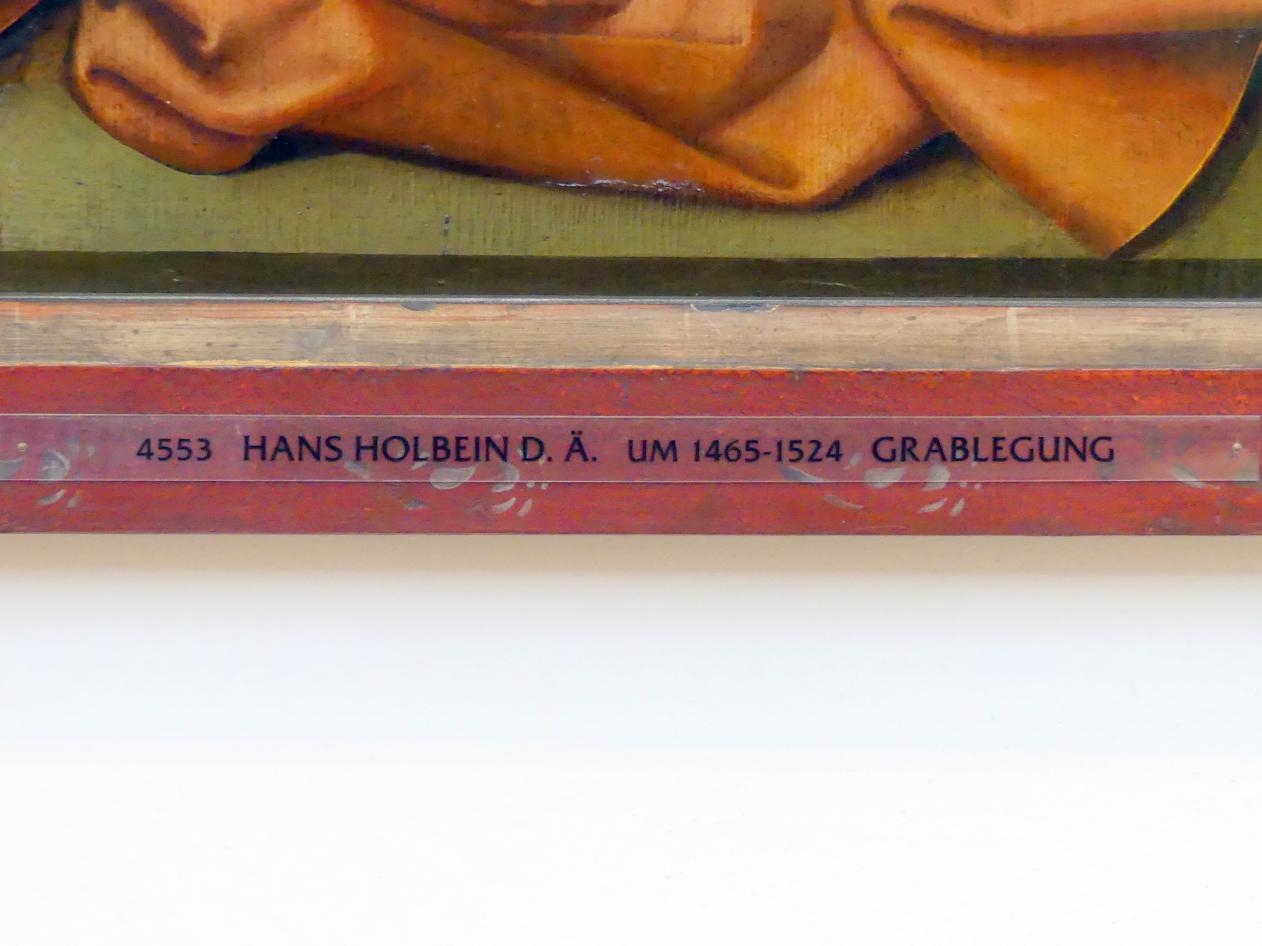 4553 HANS HOLBEIN D. Ä. UM 1465-1524 GRABLEGUNG